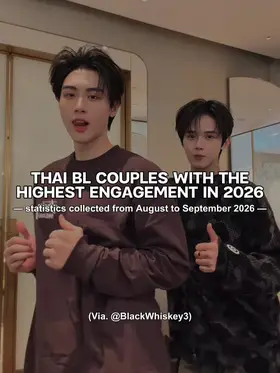 THAI BL COUPLES WITH THE
HIGHEST ENGAGEMENT IN 2026
— statistics collected from August to September 2026 —
(Via. @BlackWhiskey3)